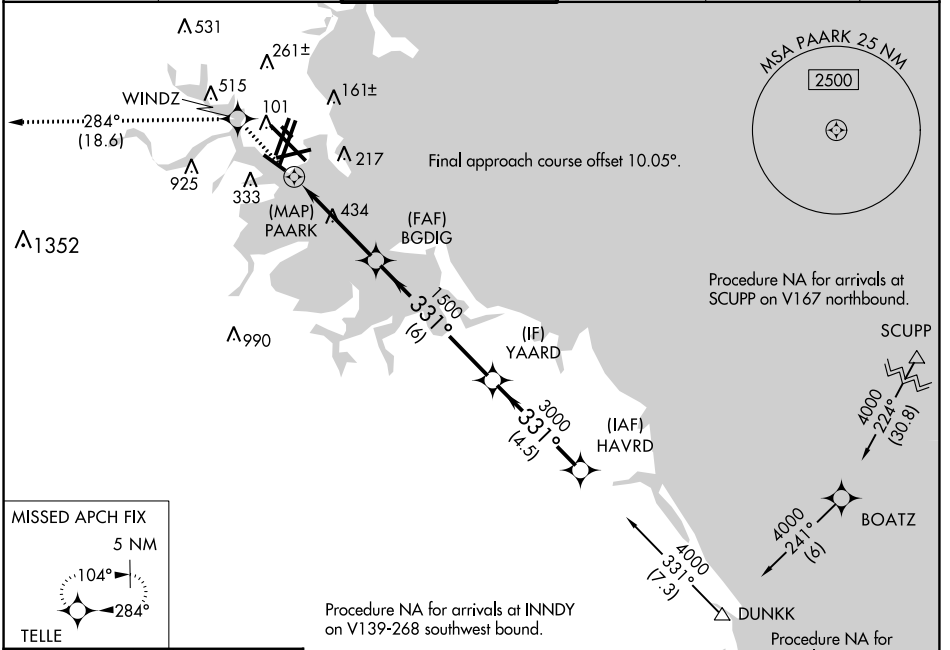 531
261±
515
161±
WINDZ
101
284°
(18.6)
217
925
333
Final approach course offset 10.05°.
MSA PAARK 25 NM
2500
(MAP)
PAARK
434
(FAF)
BGDIG
1352
Procedure NA for arrivals at
SCUPP on V167 northbound.
1500
331°
(6)
990
(IF)
YAARD
SCUPP
4000
224°
(30.8)
3000
331°
(4.5)
(IAF)
HAVRD
BOATZ
4000
241°
(6)
MISSED APCH FIX
5 NM
104°
284°
TELLE
4000
331°
(7.3)
Procedure NA for arrivals at INNDY
on V139-268 southwest bound.
DUNKK
Procedure NA for